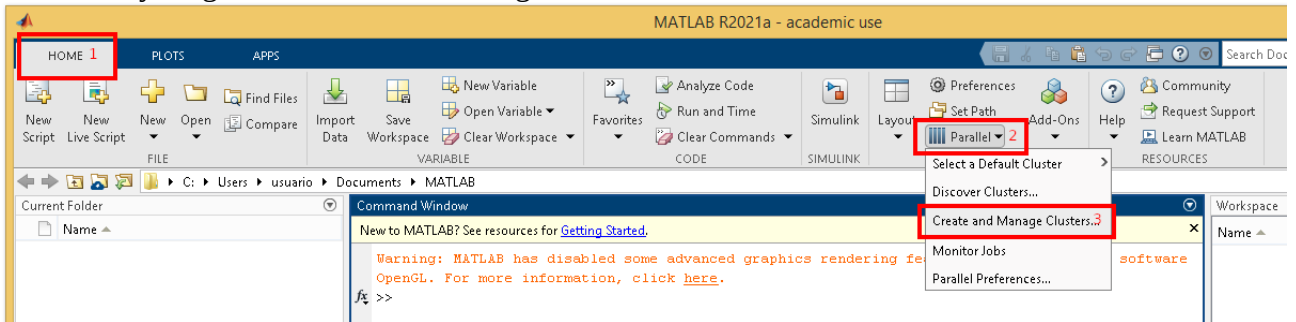 MATLAB R2021a - academic use
HOME 1 PLOTS APPS
Search Doc
New Script
New Live Script
New
Open
Find Files
Compare
FILE
Import Data
Save Workspace
New Variable
Open Variable
Clear Workspace
VARIABLE
Favorites
Analyze Code
Run and Time
Clear Commands
CODE
Simulink
SIMULINK
Layout
Preferences
Set Path
Parallel 2
Add-Ons
Help
Community
Request Support
Learn MATLAB
RESOURCES
Select a Default Cluster
Discover Clusters...
Create and Manage Clusters...3
Monitor Jobs
Parallel Preferences...
C: Users usuario Documents MATLAB
Current Folder
Name
Command Window
New to MATLAB? See resources for Getting Started.
Warning: MATLAB has disabled some advanced graphics rendering software
OpenGL. For more information, click here.
fx >>
Workspace
Name